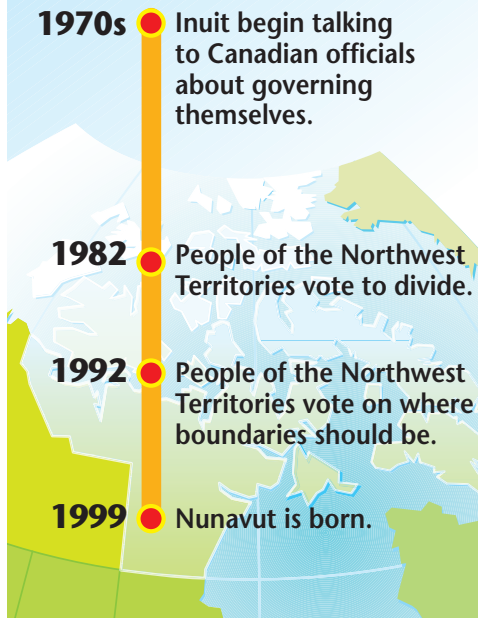 1970s Inuit begin talking
to Canadian officials
about governing
themselves.
1982 People of the Northwest
Territories vote to divide.
1992 People of the Northwest
Territories vote on where
boundaries should be.
1999 Nunavut is born.